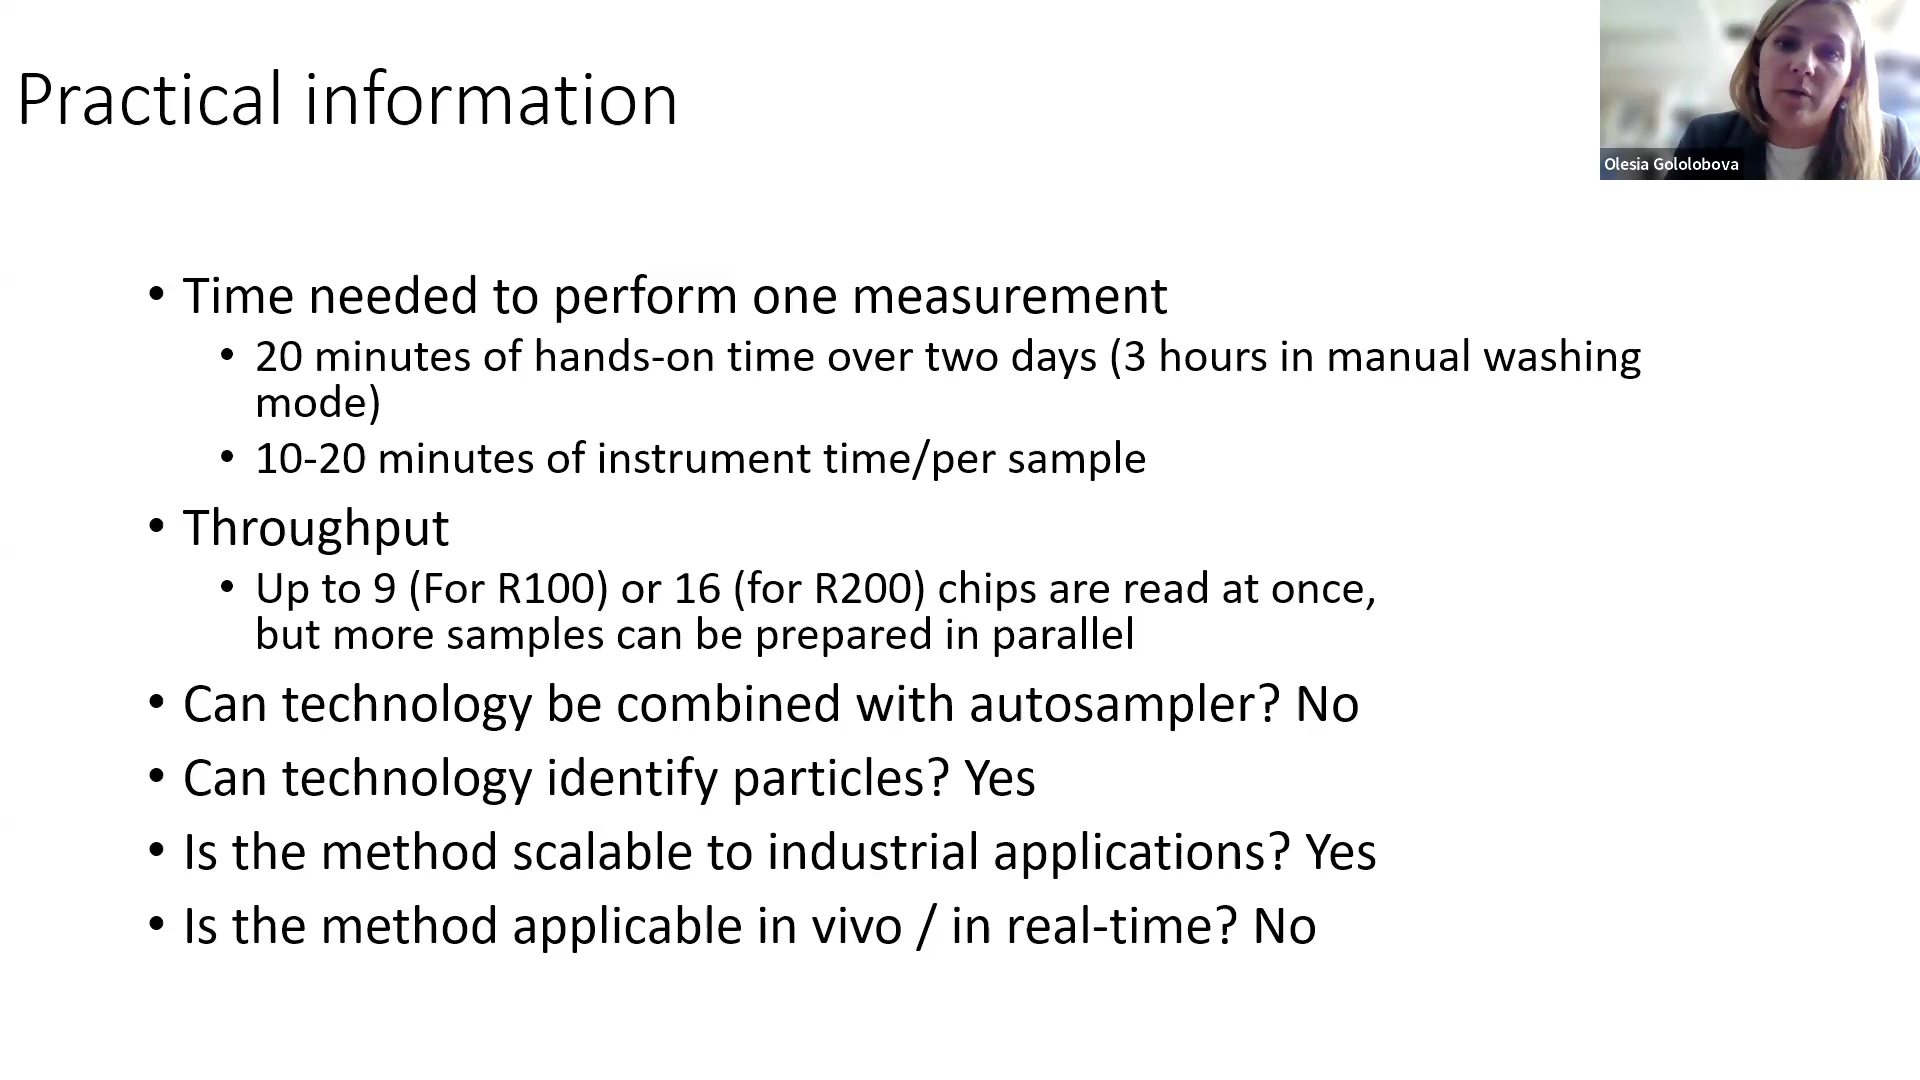 Practical information
Olesia Gololobova
• Time needed to perform one measurement
• 20 minutes of hands-on time over two days (3 hours in manual washing
mode)
• 10-20 minutes of instrument time/per sample
• Throughput
• Up to 9 (For R100) or 16 (for R200) chips are read at once,
but more samples can be prepared in parallel
• Can technology be combined with autosampler? No
• Can technology identify particles? Yes
• Is the method scalable to industrial applications? Yes
• Is the method applicable in vivo / in real-time? No